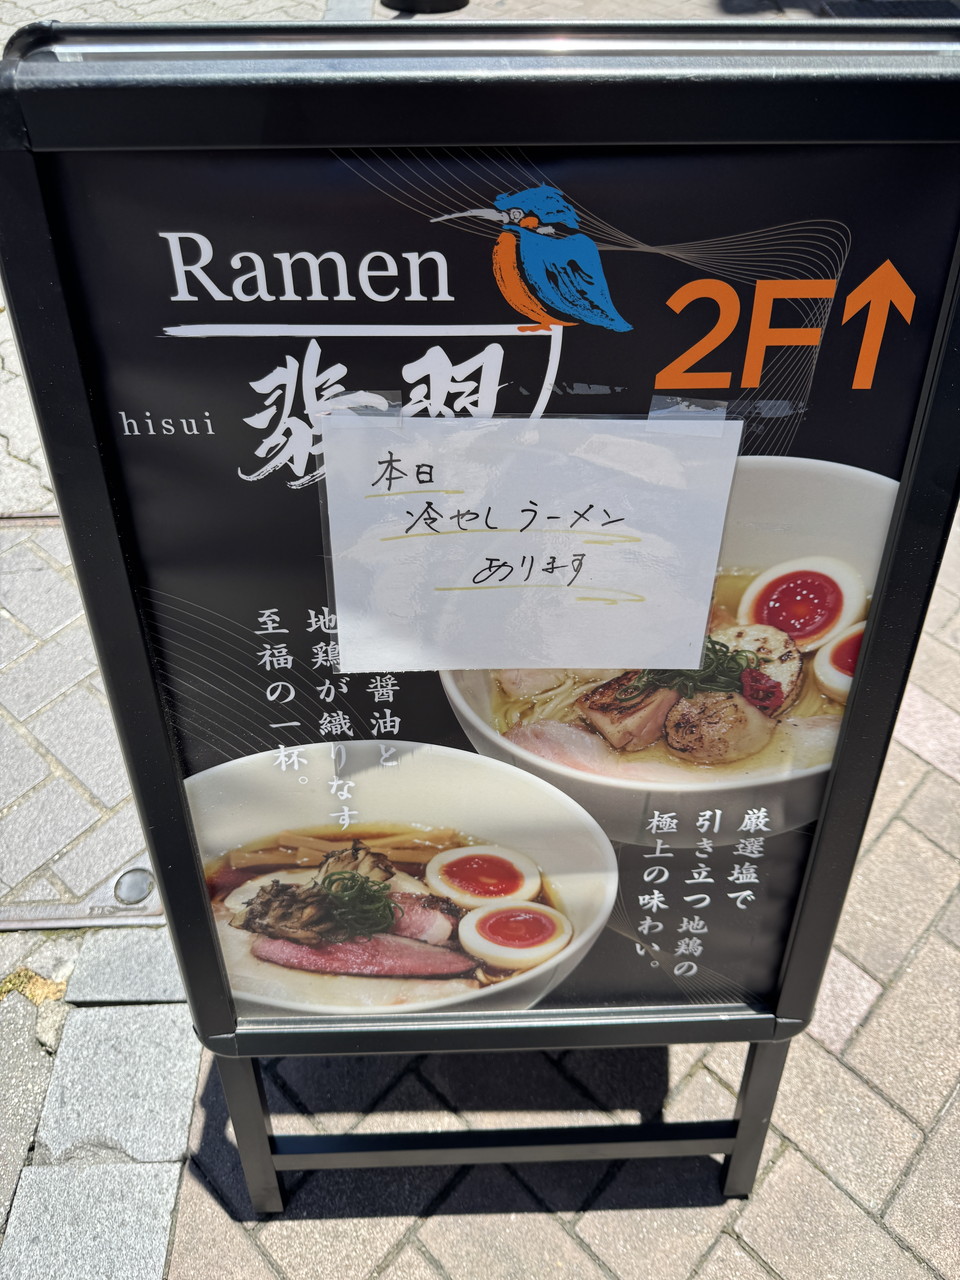 Ramen
2F↑
hisui
翡翠
本日
冷やしラーメン
あります
醤油と
地鶏が織りなす
至福の一杯。
厳選塩で
引き立つ地鶏の
極上の味わい。